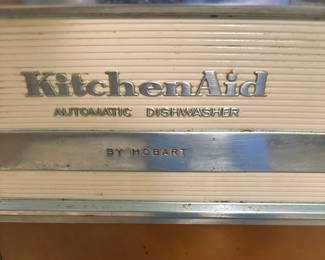 KitchenAid
AUTOMATIC DISHWASHER
BY HOBART